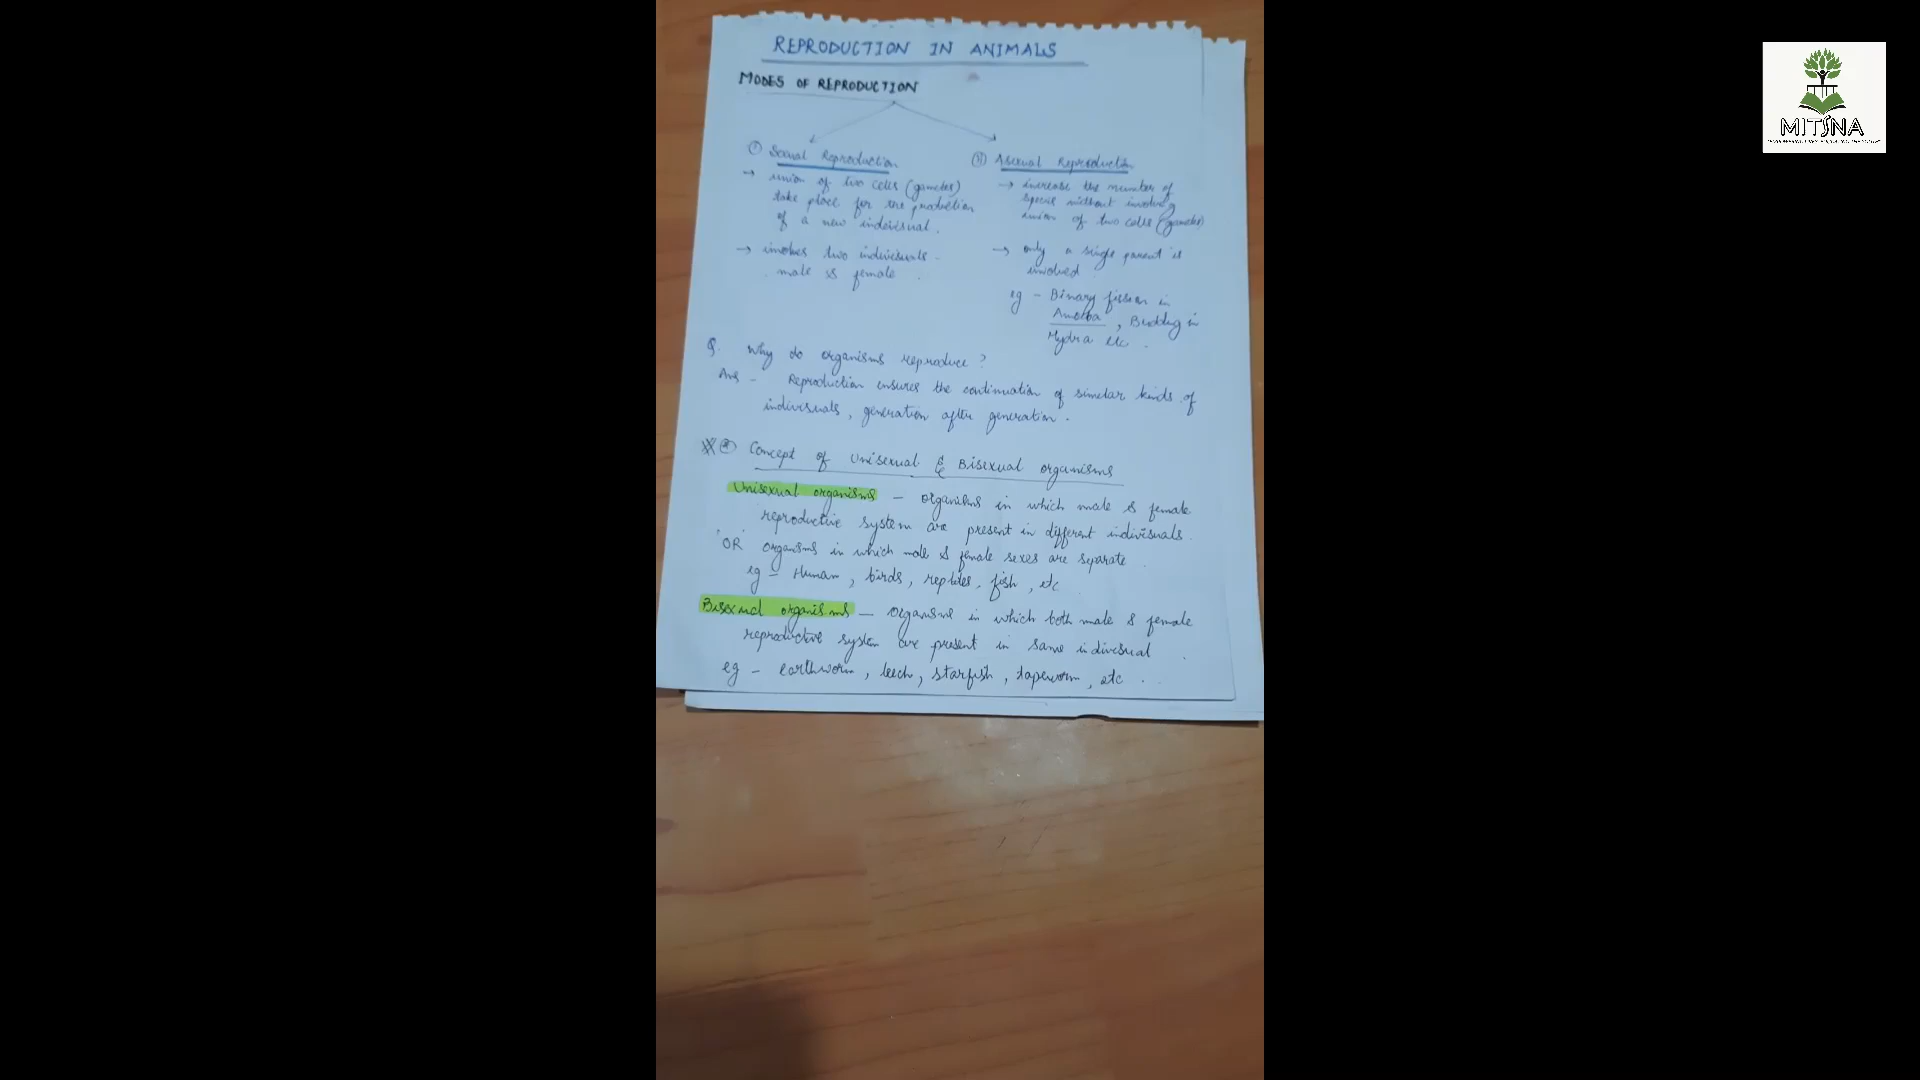 REPRODUCTION IN ANIMALS
MODES OF REPRODUCTION
(i) Sexual Reproduction
→ union of two cells (gametes)
take place for the production
of a new indivisual.
→ involves two indivisuals -
male & female
(ii) Asexual Reproduction
→ increase the number of
species without involving
union of two cells (gametes)
→ only a single parent is
involved
eg - Binary fission in
Amoeba, Budding in
Hydra etc.
Q. Why do organisms reproduce?
Ans - Reproduction ensures the continuation of similar kinds of
indivisuals, generation after generation.
Concept of Unisexual & Bisexual organisms
Unisexual organisms - organisms in which male & female
reproductive system are present in different indivisuals.
'OR' organisms in which male & female sexes are separate
eg - Human, birds, reptiles, fish, etc
Bisexual organisms - organisms in which both male & female
reproductive system are present in same indivisual.
eg - earthworm, leech, starfish, tapeworm, etc.
MITSNA